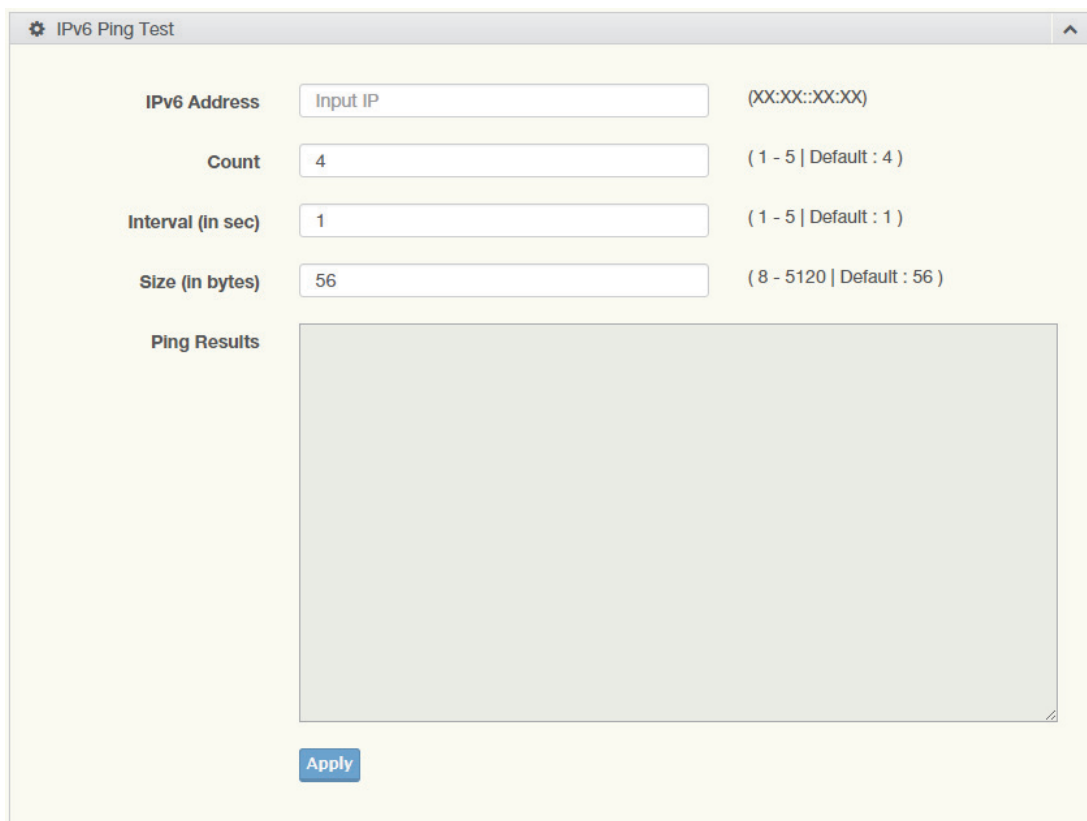 IPv6 Ping Test
IPv6 Address Input IP (XX:XX::XX:XX)
Count 4 ( 1 - 5 | Default : 4 )
Interval (in sec) 1 ( 1 - 5 | Default : 1 )
Size (in bytes) 56 ( 8 - 5120 | Default : 56 )
Ping Results
Apply